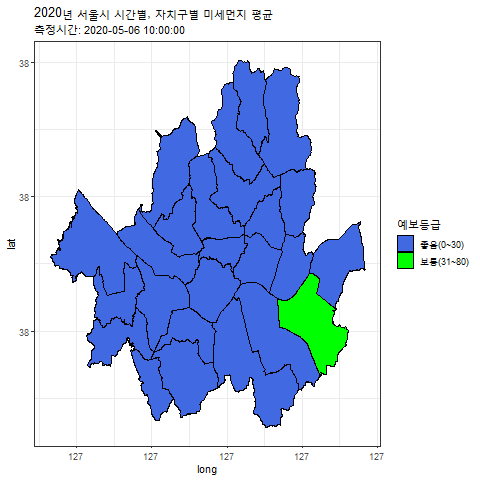 2020년 서울시 시간별, 자치구별 미세먼지 평균
측정시간: 2020-05-06 10:00:00
38
38
38
lat
127
127
127
127
127
long
예보등급
좋음(0~30)
보통(31~80)